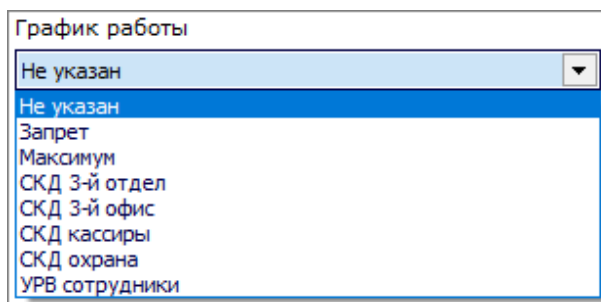 График работы
Не указан
Не указан
Запрет
Максимум
СКД 3-й отдел
СКД 3-й офис
СКД кассиры
СКД охрана
УРВ сотрудники